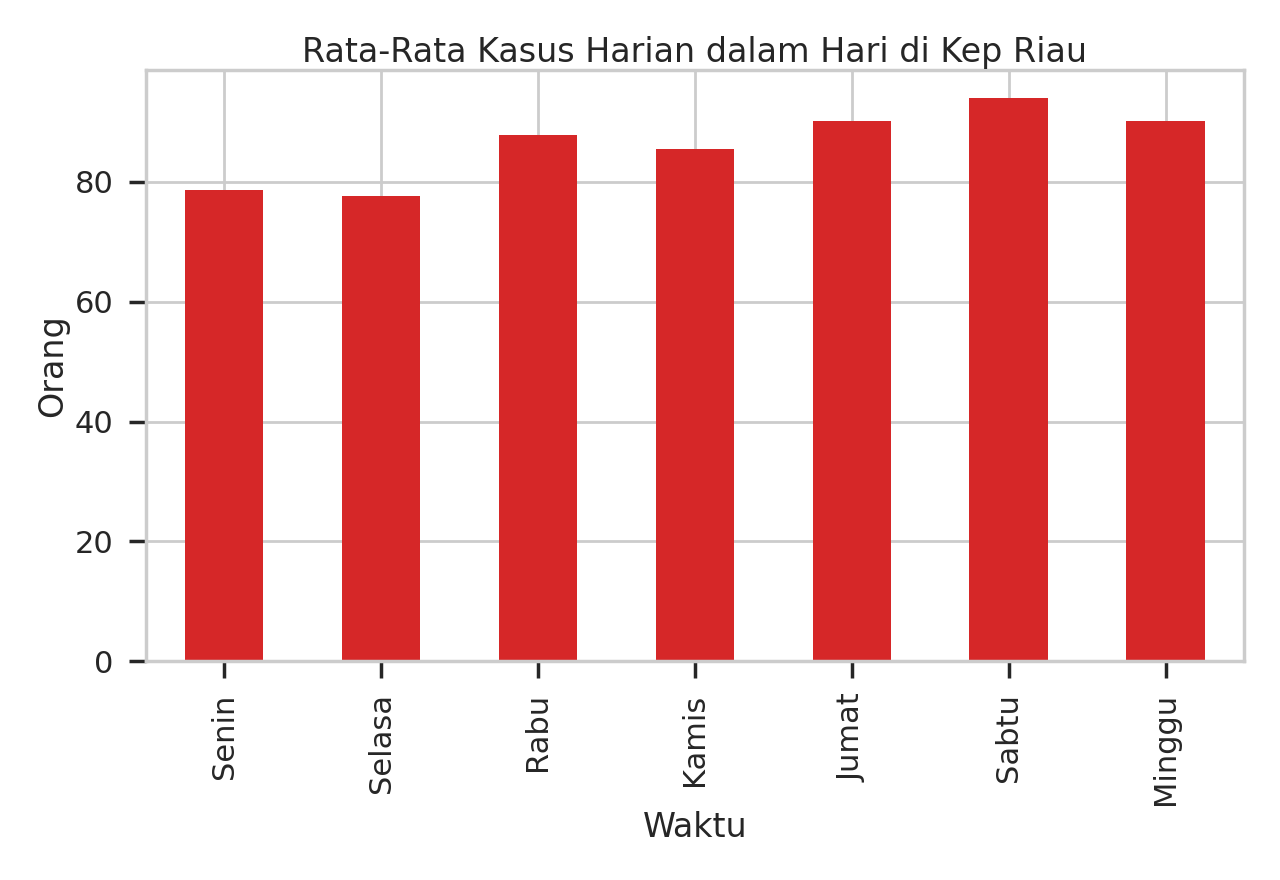 Rata-Rata Kasus Harian dalam Hari di Kep Riau
Orang
80
60
40
20
0
Senin
Selasa
Rabu
Kamis
Jumat
Sabtu
Minggu
Waktu